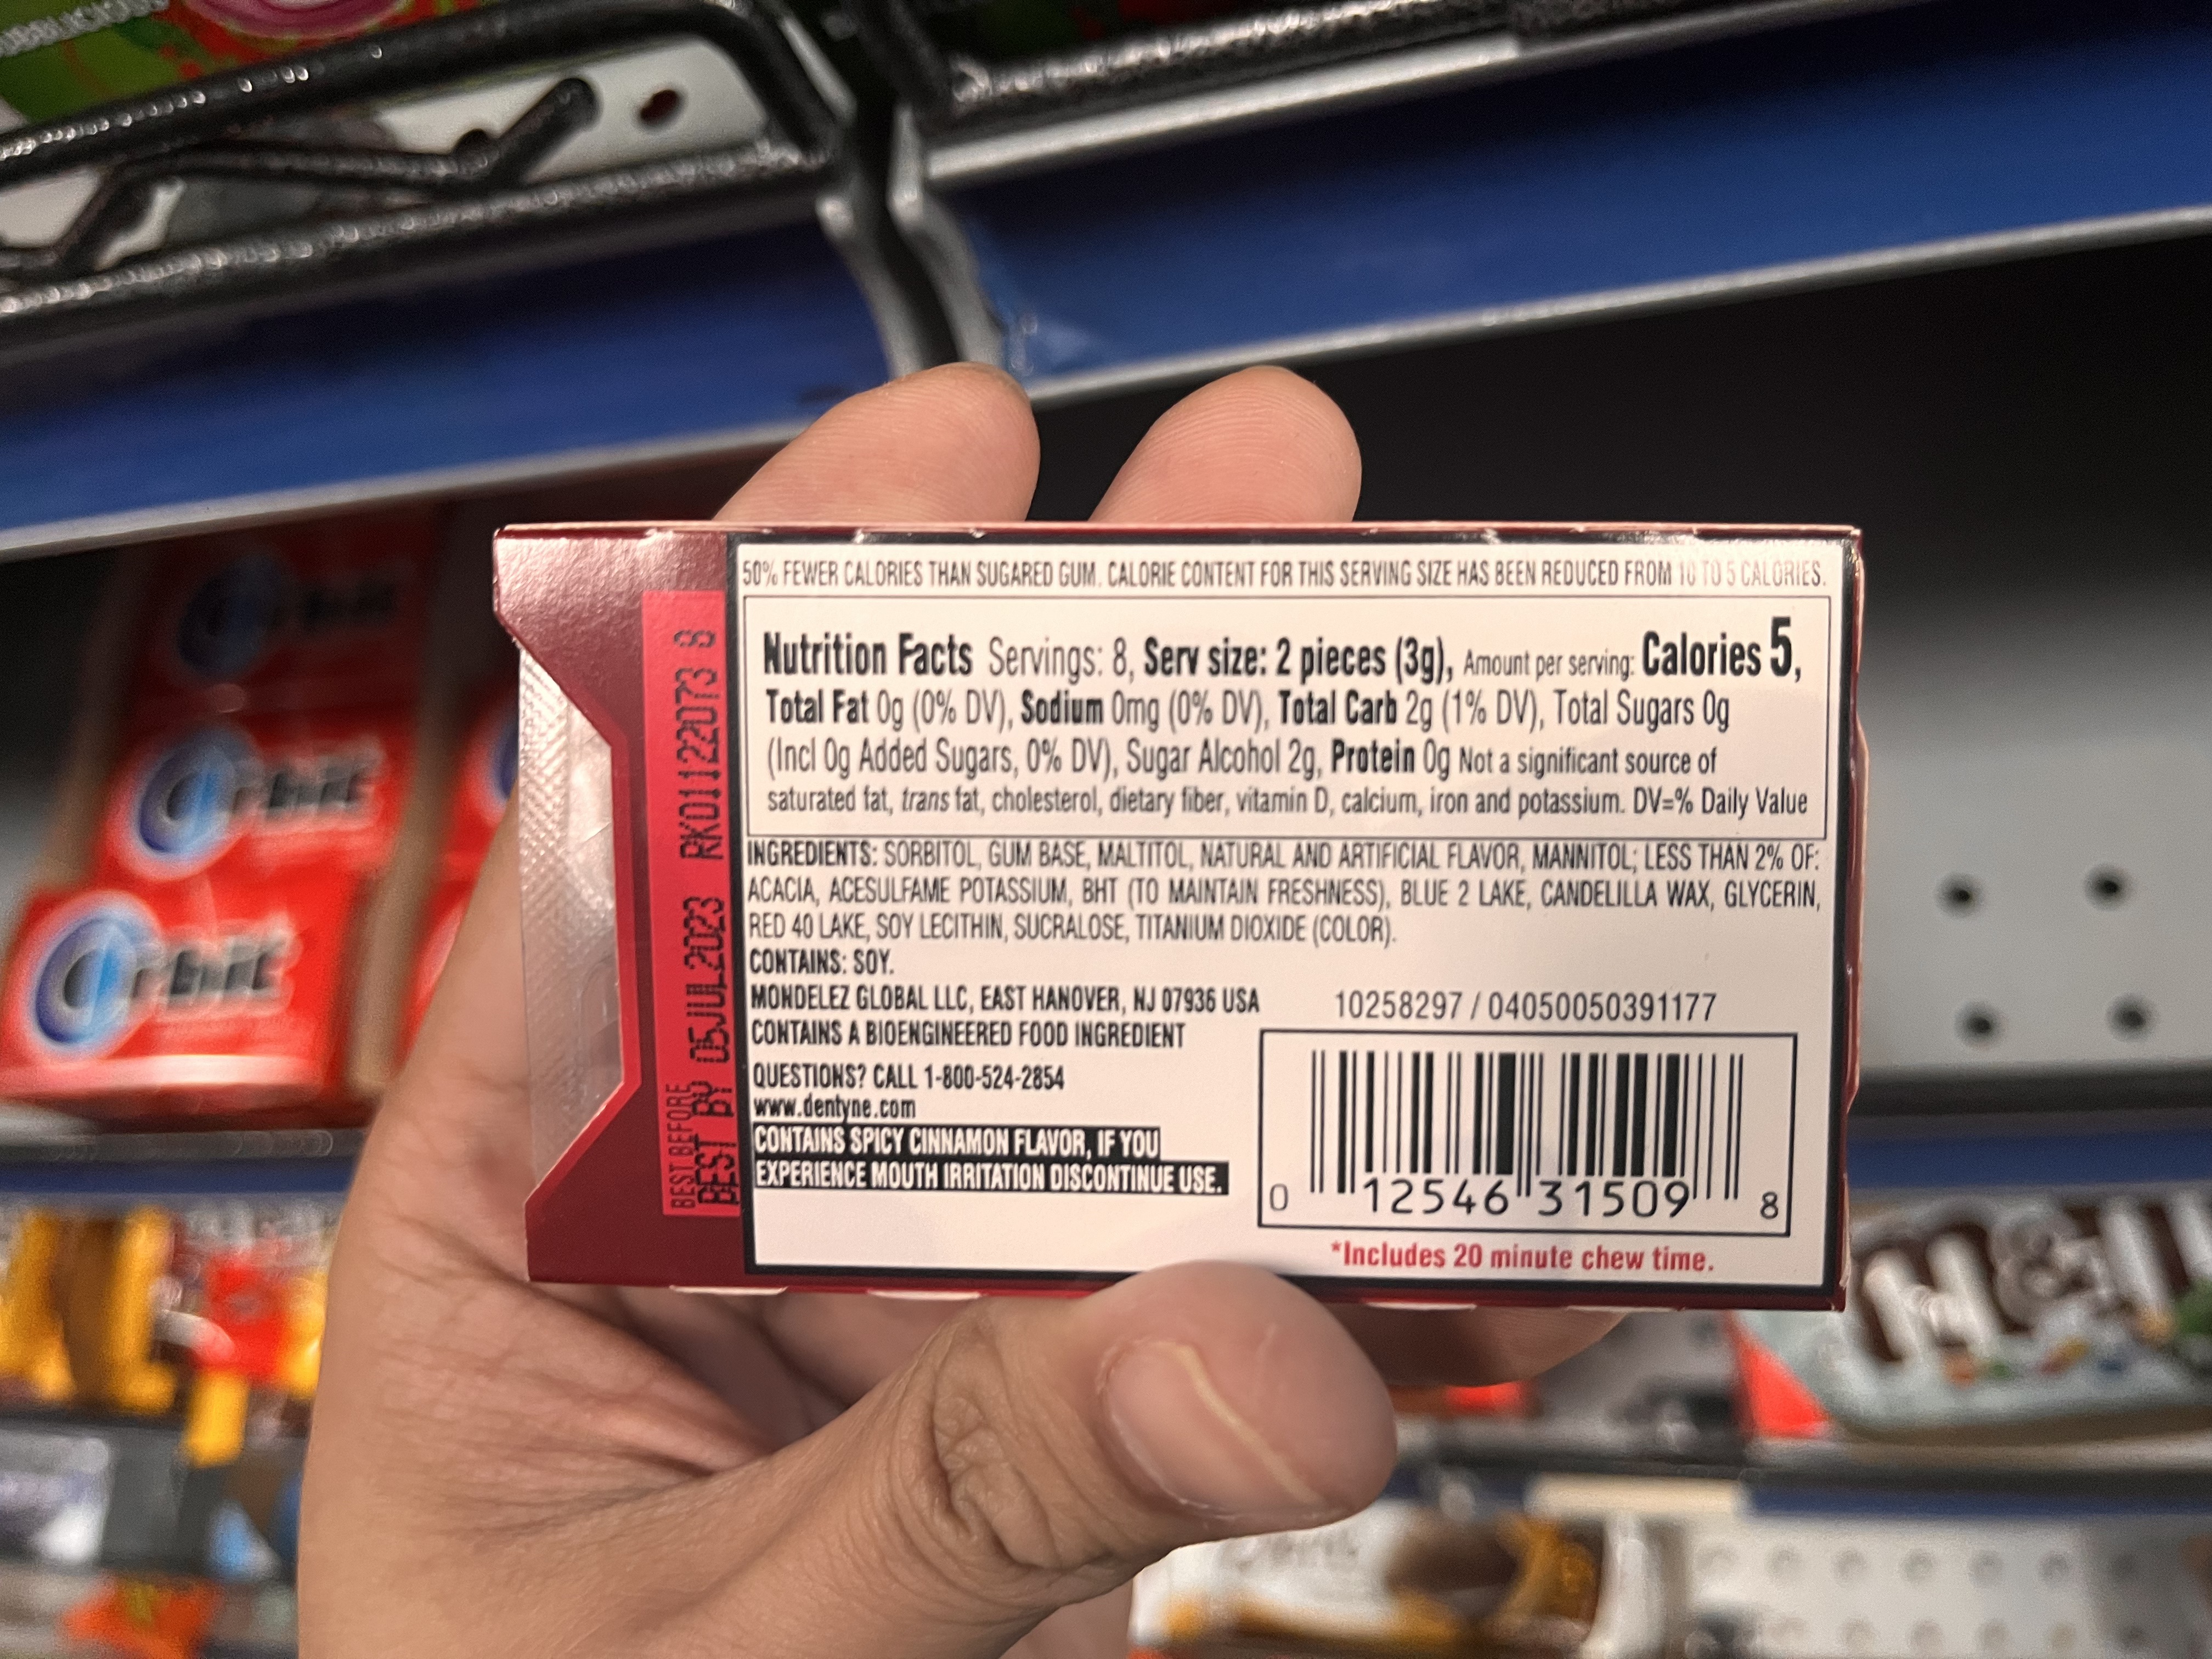 BEST BEFORE
BEST BY 05JUL2023 RK01122073 8
50% FEWER CALORIES THAN SUGARED GUM. CALORIE CONTENT FOR THIS SERVING SIZE HAS BEEN REDUCED FROM 10 TO 5 CALORIES.
Nutrition Facts Servings: 8, Serv size: 2 pieces (3g), Amount per serving: Calories 5,
Total Fat 0g (0% DV), Sodium 0mg (0% DV), Total Carb 2g (1% DV), Total Sugars 0g
(Incl 0g Added Sugars, 0% DV), Sugar Alcohol 2g, Protein 0g Not a significant source of
saturated fat, trans fat, cholesterol, dietary fiber, vitamin D, calcium, iron and potassium. DV=% Daily Value
INGREDIENTS: SORBITOL, GUM BASE, MALTITOL, NATURAL AND ARTIFICIAL FLAVOR, MANNITOL; LESS THAN 2% OF:
ACACIA, ACESULFAME POTASSIUM, BHT (TO MAINTAIN FRESHNESS), BLUE 2 LAKE, CANDELILLA WAX, GLYCERIN,
RED 40 LAKE, SOY LECITHIN, SUCRALOSE, TITANIUM DIOXIDE (COLOR).
CONTAINS: SOY.
MONDELEZ GLOBAL LLC, EAST HANOVER, NJ 07936 USA
CONTAINS A BIOENGINEERED FOOD INGREDIENT
QUESTIONS? CALL 1-800-524-2854
www.dentyne.com
CONTAINS SPICY CINNAMON FLAVOR, IF YOU
EXPERIENCE MOUTH IRRITATION DISCONTINUE USE.
10258297 / 04050050391177
0 12546 31509 8
*Includes 20 minute chew time.
Orbit
Orbit
Orbit